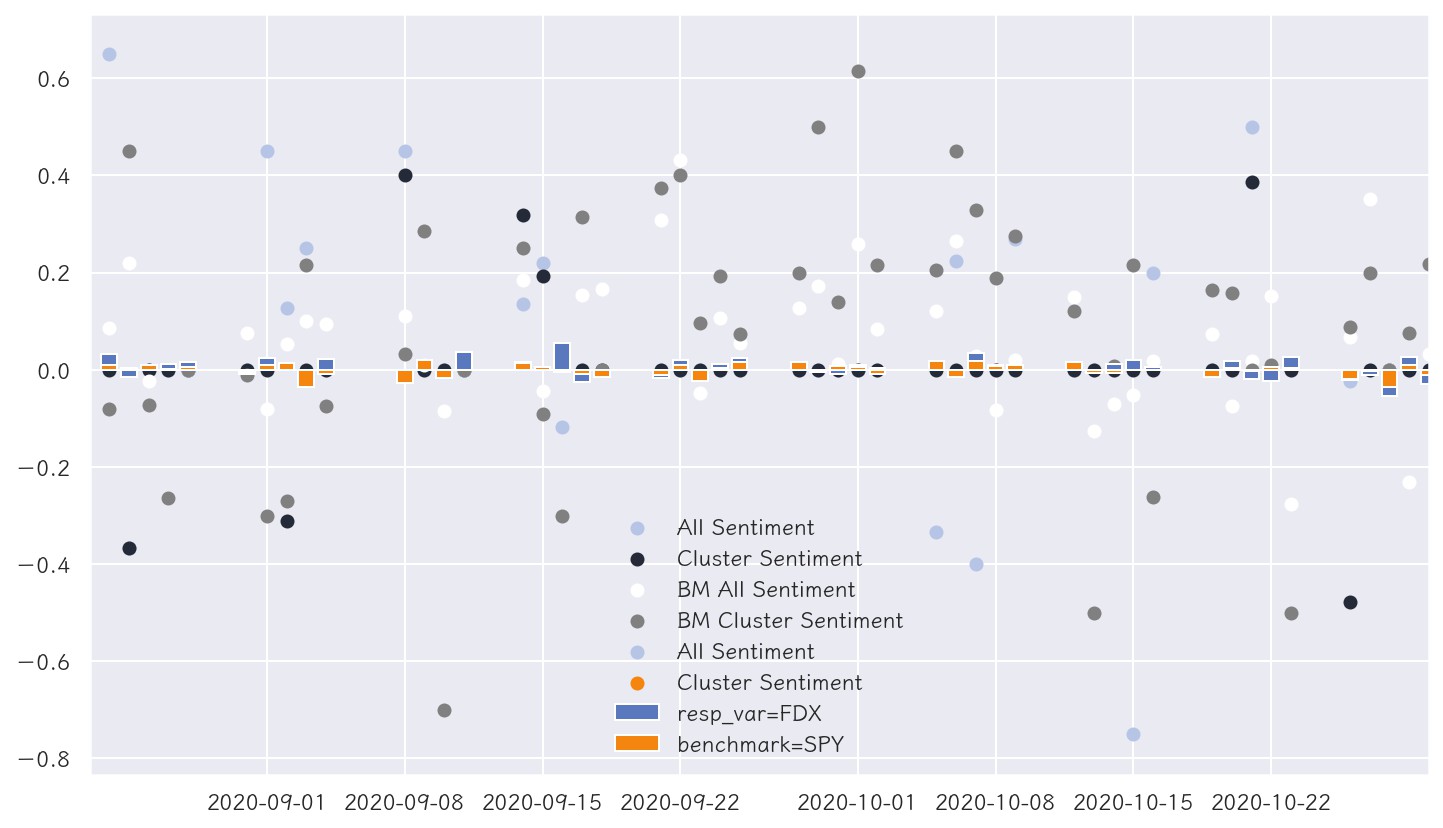 0.6
0.4
0.2
0.0
−0.2
−0.4
−0.6
−0.8
All Sentiment
Cluster Sentiment
BM All Sentiment
BM Cluster Sentiment
All Sentiment
Cluster Sentiment
resp_var=FDX
benchmark=SPY
2020-09-01 2020-09-08 2020-09-15 2020-09-22 2020-10-01 2020-10-08 2020-10-15 2020-10-22